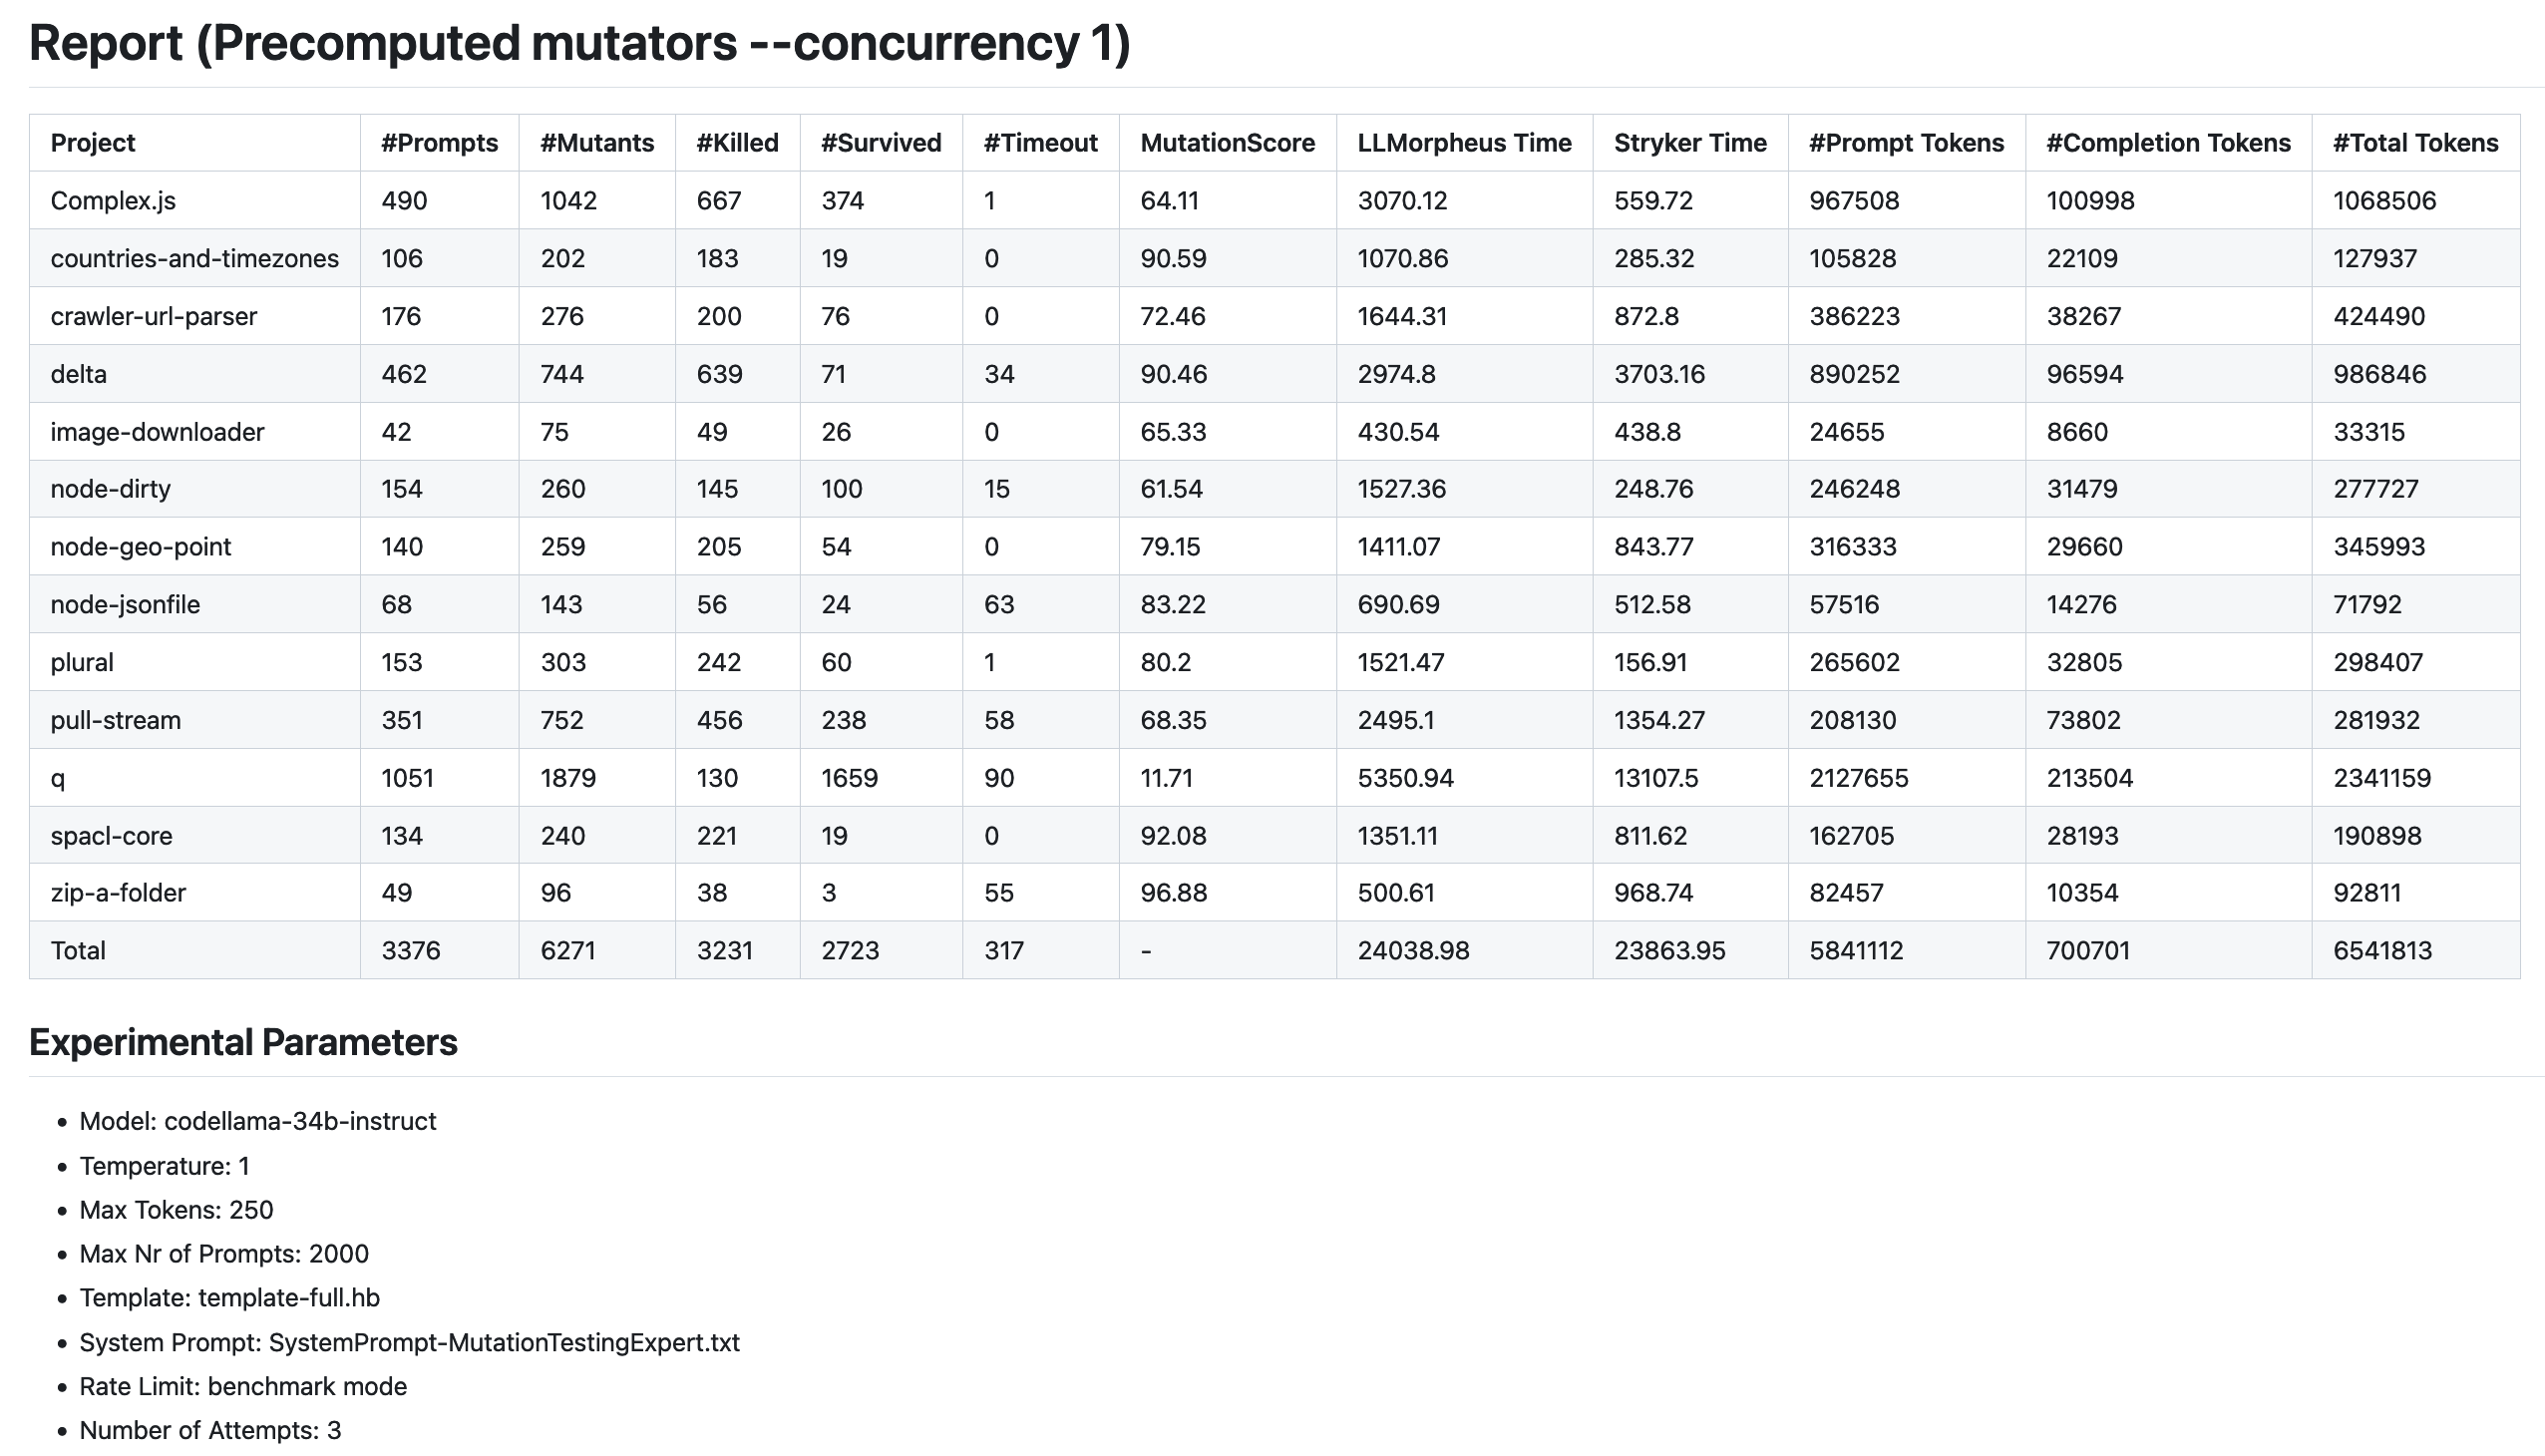 Report (Precomputed mutators --concurrency 1)
Project #Prompts #Mutants #Killed #Survived #Timeout MutationScore LLMorpheus Time Stryker Time #Prompt Tokens #Completion Tokens #Total Tokens
Complex.js 490 1042 667 374 1 64.11 3070.12 559.72 967508 100998 1068506
countries-and-timezones 106 202 183 19 0 90.59 1070.86 285.32 105828 22109 127937
crawler-url-parser 176 276 200 76 0 72.46 1644.31 872.8 386223 38267 424490
delta 462 744 639 71 34 90.46 2974.8 3703.16 890252 96594 986846
image-downloader 42 75 49 26 0 65.33 430.54 438.8 24655 8660 33315
node-dirty 154 260 145 100 15 61.54 1527.36 248.76 246248 31479 277727
node-geo-point 140 259 205 54 0 79.15 1411.07 843.77 316333 29660 345993
node-jsonfile 68 143 56 24 63 83.22 690.69 512.58 57516 14276 71792
plural 153 303 242 60 1 80.2 1521.47 156.91 265602 32805 298407
pull-stream 351 752 456 238 58 68.35 2495.1 1354.27 208130 73802 281932
q 1051 1879 130 1659 90 11.71 5350.94 13107.5 2127655 213504 2341159
spacl-core 134 240 221 19 0 92.08 1351.11 811.62 162705 28193 190898
zip-a-folder 49 96 38 3 55 96.88 500.61 968.74 82457 10354 92811
Total 3376 6271 3231 2723 317 - 24038.98 23863.95 5841112 700701 6541813
Experimental Parameters
• Model: codellama-34b-instruct
• Temperature: 1
• Max Tokens: 250
• Max Nr of Prompts: 2000
• Template: template-full.hb
• System Prompt: SystemPrompt-MutationTestingExpert.txt
• Rate Limit: benchmark mode
• Number of Attempts: 3